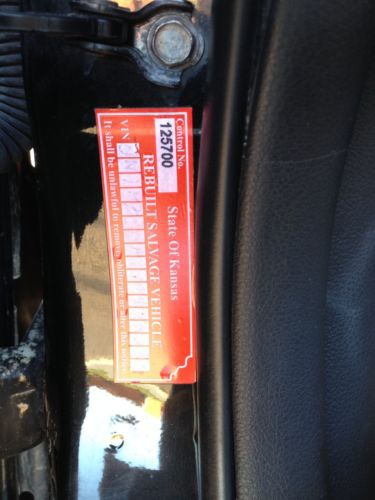 Control No.
125700
State Of Kansas
REBUILT SALVAGE VEHICLE
VIN
It shall be unlawful to remove, obliterate or alter this notice